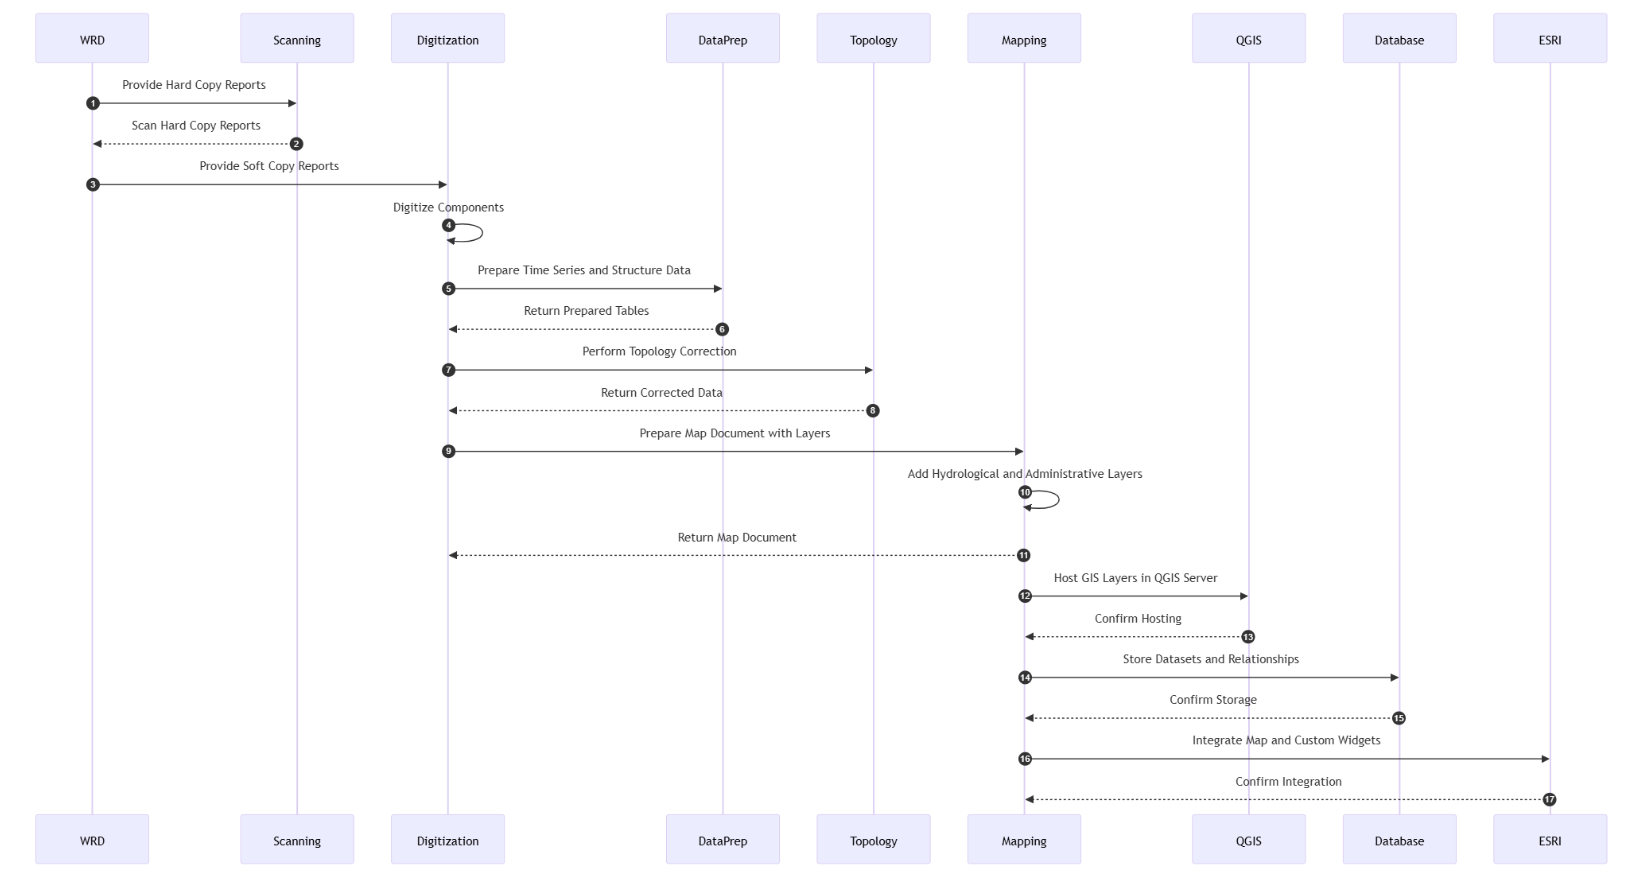 WRD
Scanning
Digitization
DataPrep
Topology
Mapping
QGIS
Database
ESRI
Provide Hard Copy Reports
1
Scan Hard Copy Reports
2
Provide Soft Copy Reports
3
Digitize Components
4
Prepare Time Series and Structure Data
5
Return Prepared Tables
6
Perform Topology Correction
7
Return Corrected Data
8
Prepare Map Document with Layers
9
Add Hydrological and Administrative Layers
10
Return Map Document
11
Host GIS Layers in QGIS Server
12
Confirm Hosting
13
Store Datasets and Relationships
14
Confirm Storage
15
Integrate Map and Custom Widgets
16
Confirm Integration
17
WRD
Scanning
Digitization
DataPrep
Topology
Mapping
QGIS
Database
ESRI